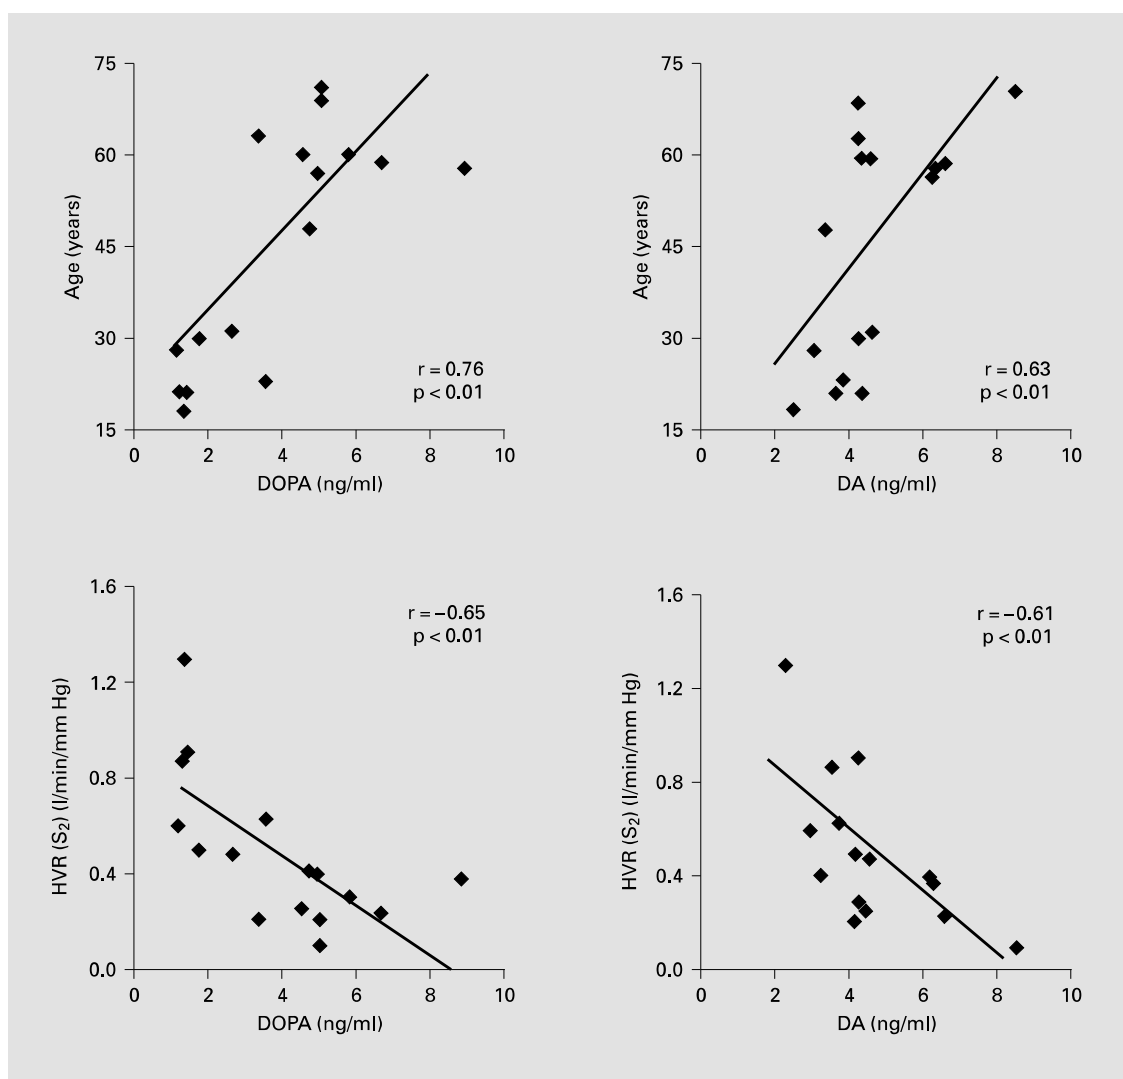 75
60
45
30
15
Age (years)
0 2 4 6 8 10
DOPA (ng/ml)
r = 0.76
p < 0.01
75
60
45
30
15
Age (years)
0 2 4 6 8 10
DA (ng/ml)
r = 0.63
p < 0.01
1.6
1.2
0.8
0.4
0.0
HVR (S₂) (l/min/mm Hg)
0 2 4 6 8 10
DOPA (ng/ml)
r = −0.65
p < 0.01
1.6
1.2
0.8
0.4
0.0
HVR (S₂) (l/min/mm Hg)
0 2 4 6 8 10
DA (ng/ml)
r = −0.61
p < 0.01